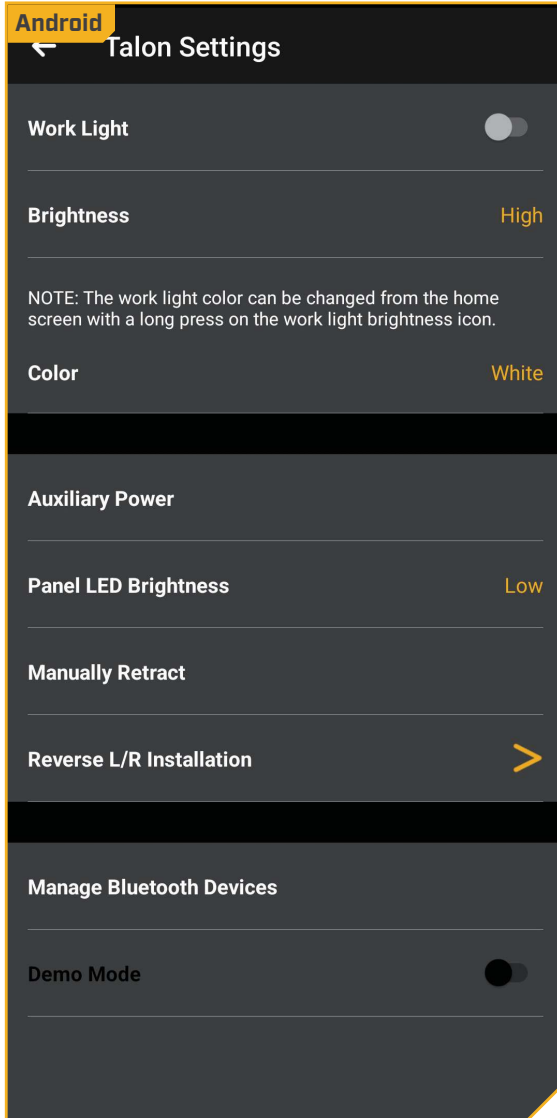 Android
Talon Settings
Work Light
Brightness High
NOTE: The work light color can be changed from the home
screen with a long press on the work light brightness icon.
Color White
Auxiliary Power
Panel LED Brightness Low
Manually Retract
Reverse L/R Installation
Manage Bluetooth Devices
Demo Mode